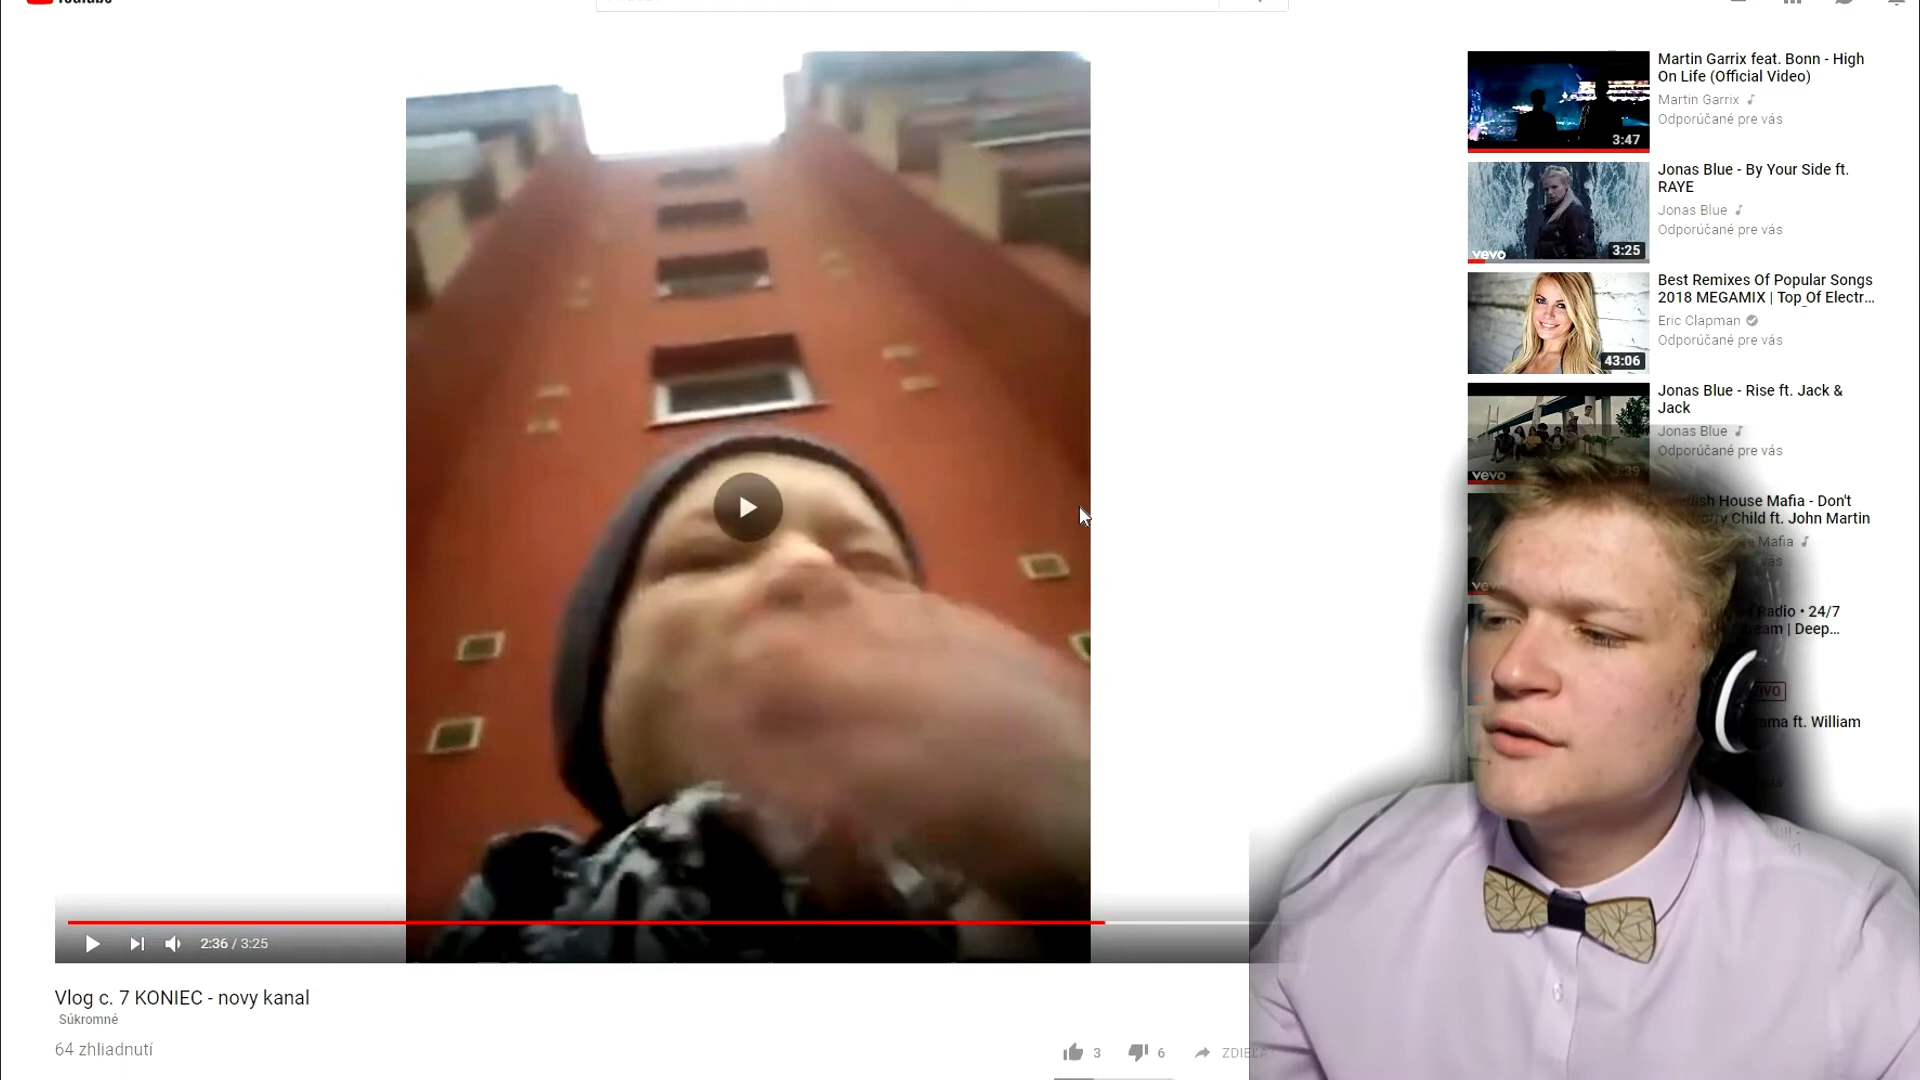 Martin Garrix feat. Bonn - High
On Life (Official Video)
Martin Garrix
Odporúčané pre vás
3:47
Jonas Blue - By Your Side ft.
RAYE
Jonas Blue
Odporúčané pre vás
vevo
3:25
Best Remixes Of Popular Songs
2018 MEGAMIX | Top Of Electr...
Eric Clapman
Odporúčané pre vás
43:06
Jonas Blue - Rise ft. Jack &
Jack
Jonas Blue
Odporúčané pre vás
vevo
3:39
House Mafia - Don't
Child ft. John Martin
Mafia
vás
Radio • 24/7
| Deep...
ft. William
2:36 / 3:25
Vlog c. 7 KONIEC - novy kanal
Súkromné
64 zhliadnutí
3
6